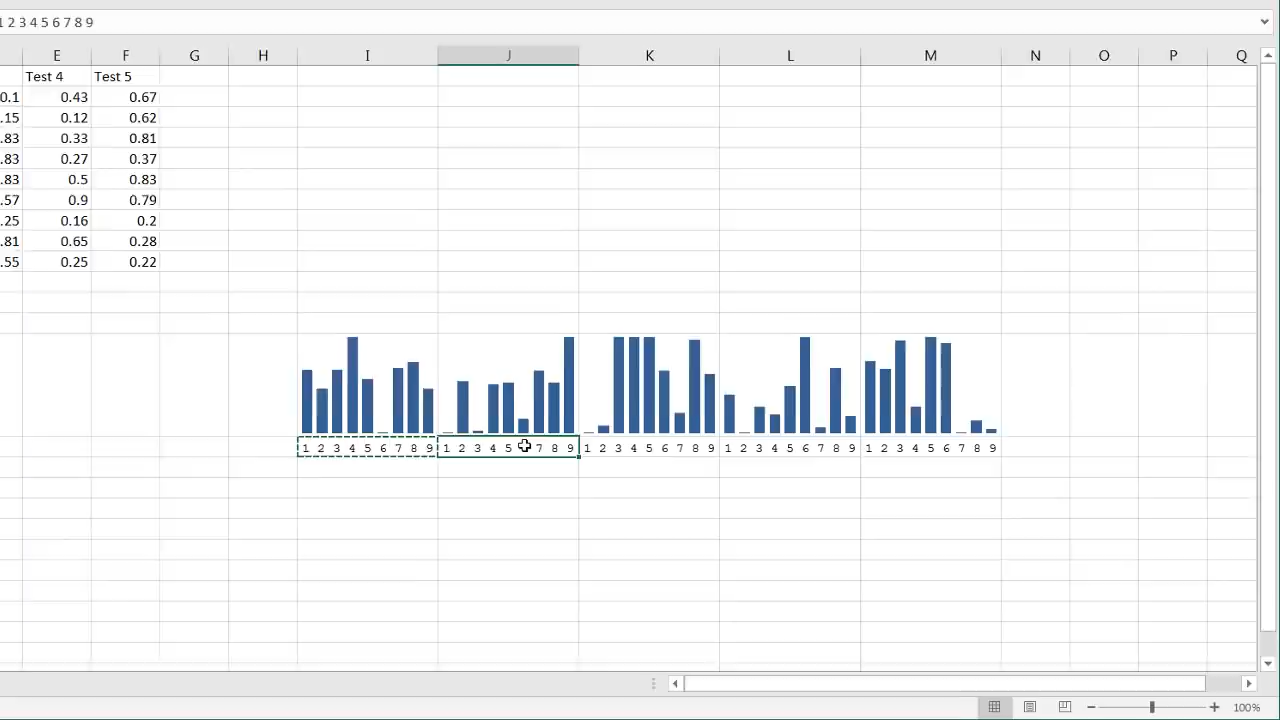 1 2 3 4 5 6 7 8 9
E F G H I J K L M N O P Q
Test 4 Test 5
0.1 0.43 0.67
.15 0.12 0.62
.83 0.33 0.81
.83 0.27 0.37
.83 0.5 0.83
.57 0.9 0.79
.25 0.16 0.2
.81 0.65 0.28
.55 0.25 0.22
1 2 3 4 5 6 7 8 9 1 2 3 4 5 7 8 9 1 2 3 4 5 6 7 8 9 1 2 3 4 5 6 7 8 9 1 2 3 4 5 6 7 8 9
100%